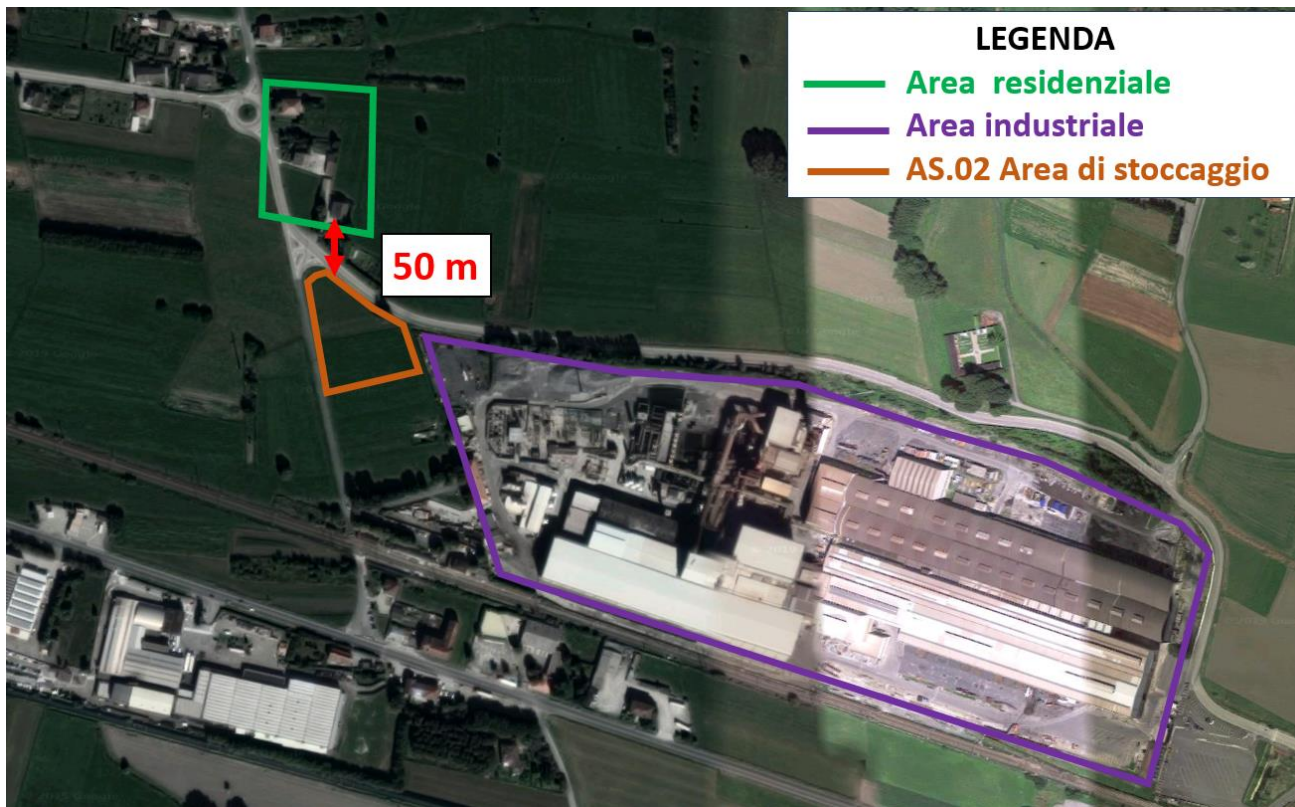 LEGENDA
Area residenziale
Area industriale
AS.02 Area di stoccaggio
50 m